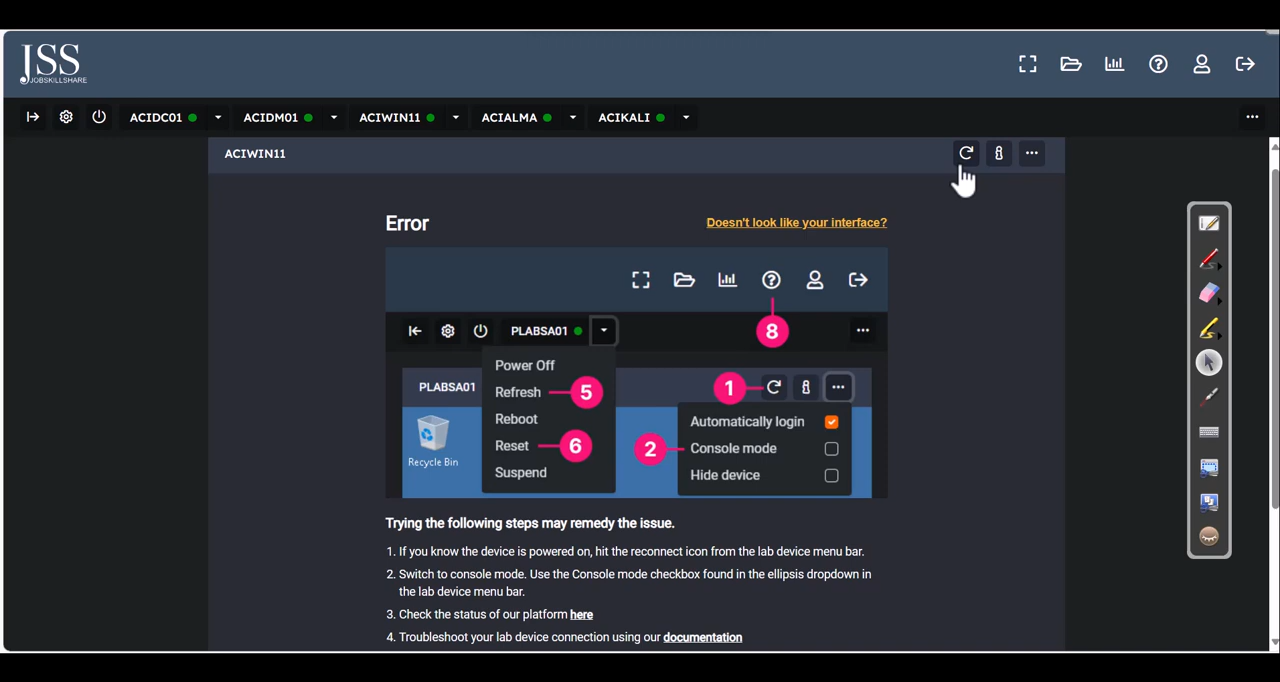 JSS
JOBSKILLSHARE
ACIDC01
ACIDM01
ACIWIN11
ACIALMA
ACIKALI
ACIWIN11
Error
Doesn't look like your interface?
8
PLABSA01
Power Off
Refresh
5
Reboot
Reset
6
Suspend
PLABSA01
Recycle Bin
1
Automatically login
2
Console mode
Hide device
Trying the following steps may remedy the issue.
1. If you know the device is powered on, hit the reconnect icon from the lab device menu bar.
2. Switch to console mode. Use the Console mode checkbox found in the ellipsis dropdown in
the lab device menu bar.
3. Check the status of our platform here
4. Troubleshoot your lab device connection using our documentation